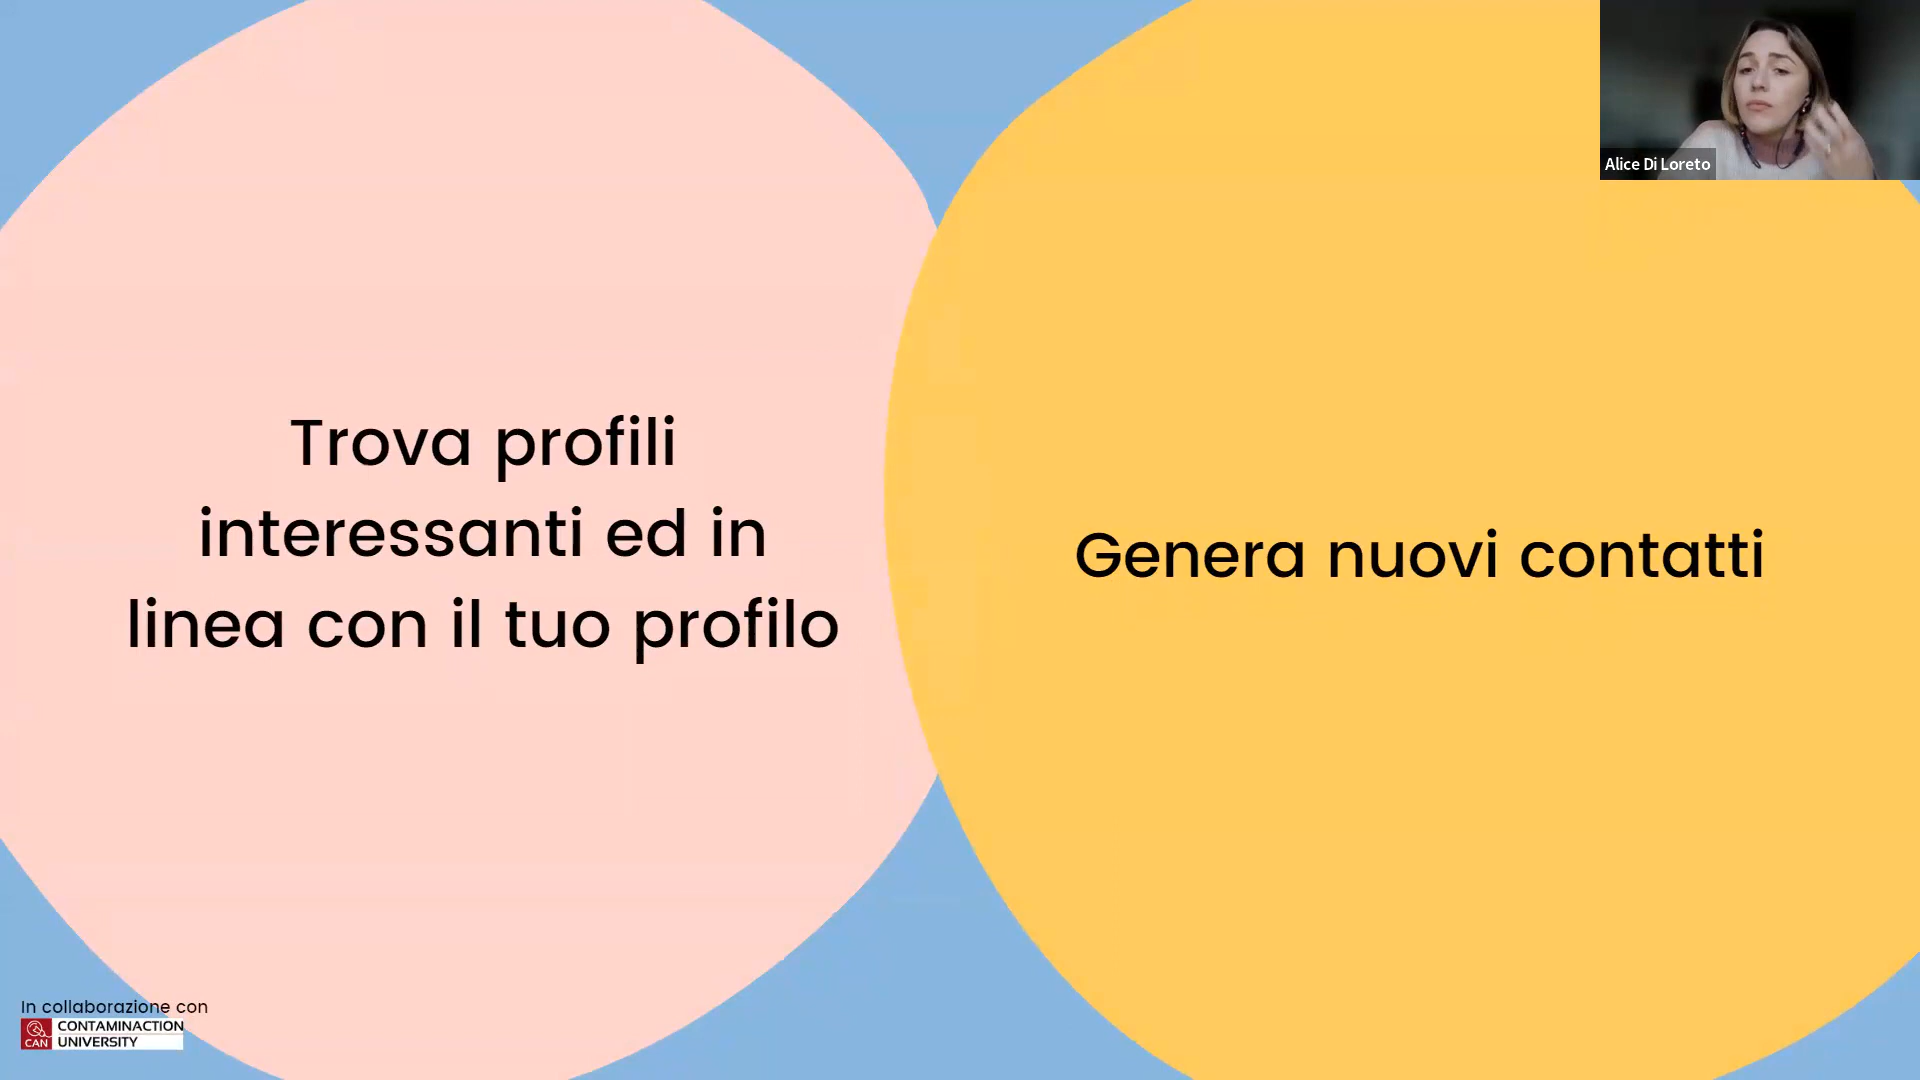 Alice Di Loreto
Trova profili
interessanti ed in
linea con il tuo profilo
Genera nuovi contatti
In collaborazione con
CAN
CONTAMINACTION
UNIVERSITY